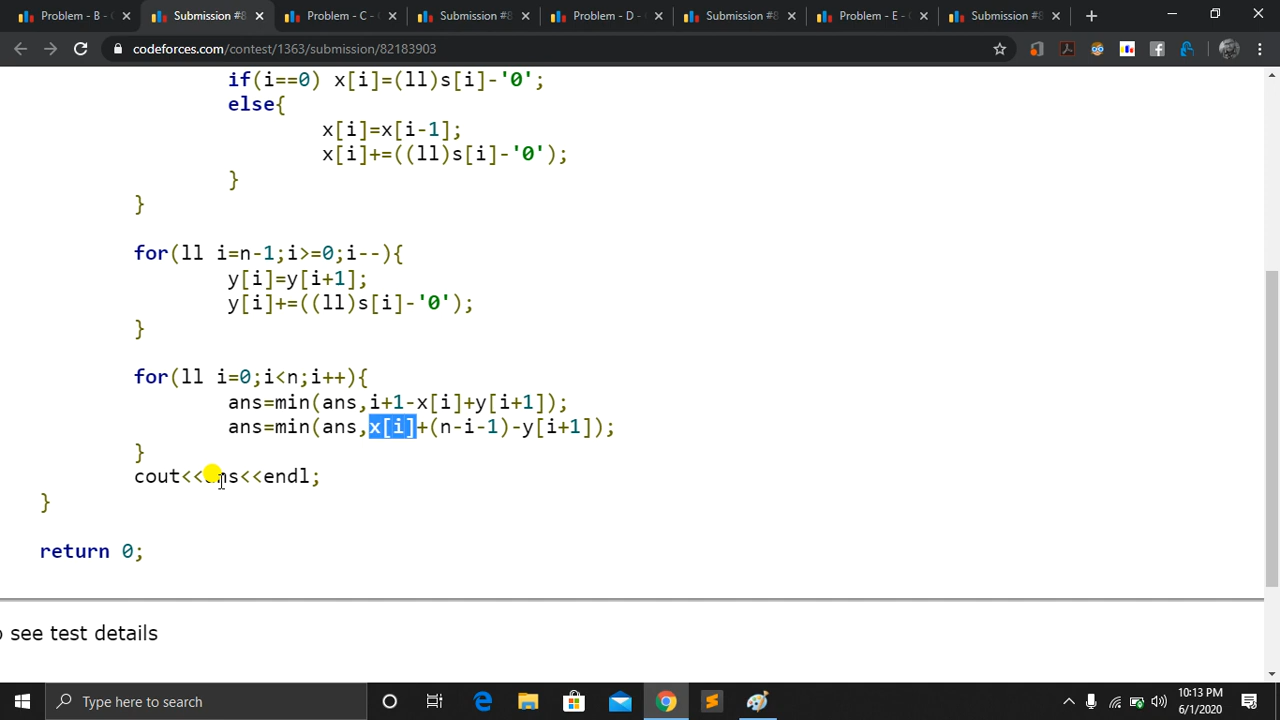 Problem - B - C
Submission #8
Problem - C - C
Submission #8
Problem - D - C
Submission #8
Problem - E - C
Submission #8
codeforces.com/contest/1363/submission/82183903
if(i==0) x[i]=(ll)s[i]-'0';
else{
x[i]=x[i-1];
x[i]+=((ll)s[i]-'0');
}
}
for(ll i=n-1;i>=0;i--){
y[i]=y[i+1];
y[i]+=((ll)s[i]-'0');
}
for(ll i=0;i<n;i++){
ans=min(ans,i+1-x[i]+y[i+1]);
ans=min(ans,x[i]+(n-i-1)-y[i+1]);
}
cout<<ans<<endl;
}
return 0;
o see test details
Type here to search
10:13 PM
6/1/2020